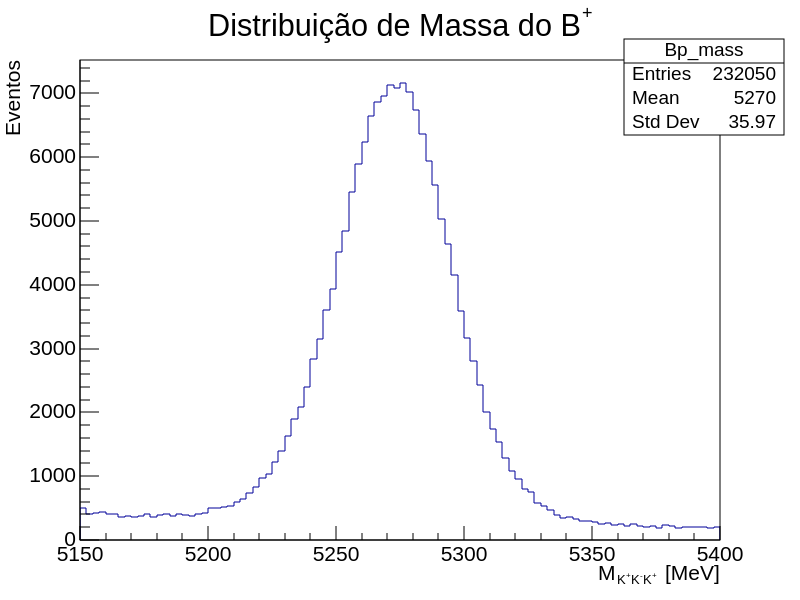 Distribuição de Massa do B⁺
Bp_mass
Entries 232050
Mean 5270
Std Dev 35.97
Eventos
7000
6000
5000
4000
3000
2000
1000
0
5150 5200 5250 5300 5350 5400
M K⁺K⁻K⁺ [MeV]